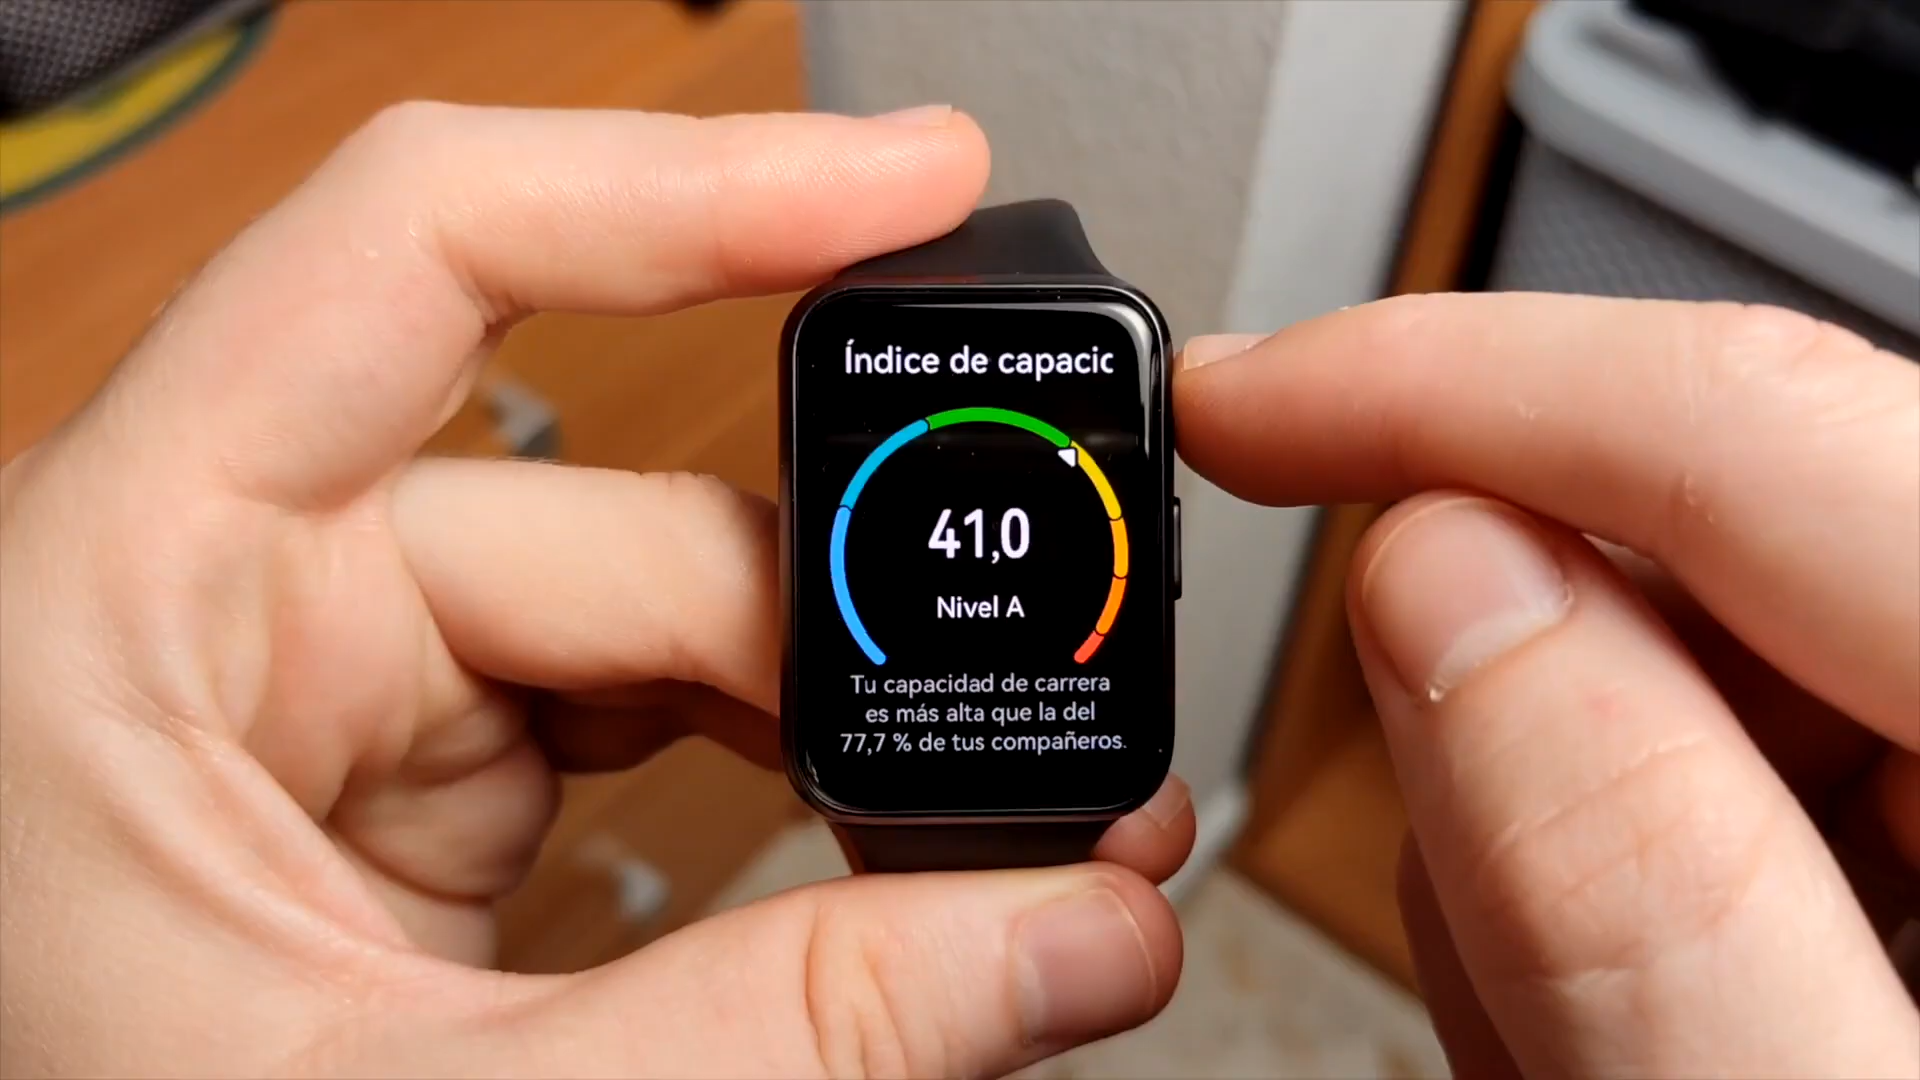 Índice de capacic
41,0
Nivel A
Tu capacidad de carrera
es más alta que la del
77,7 % de tus compañeros.